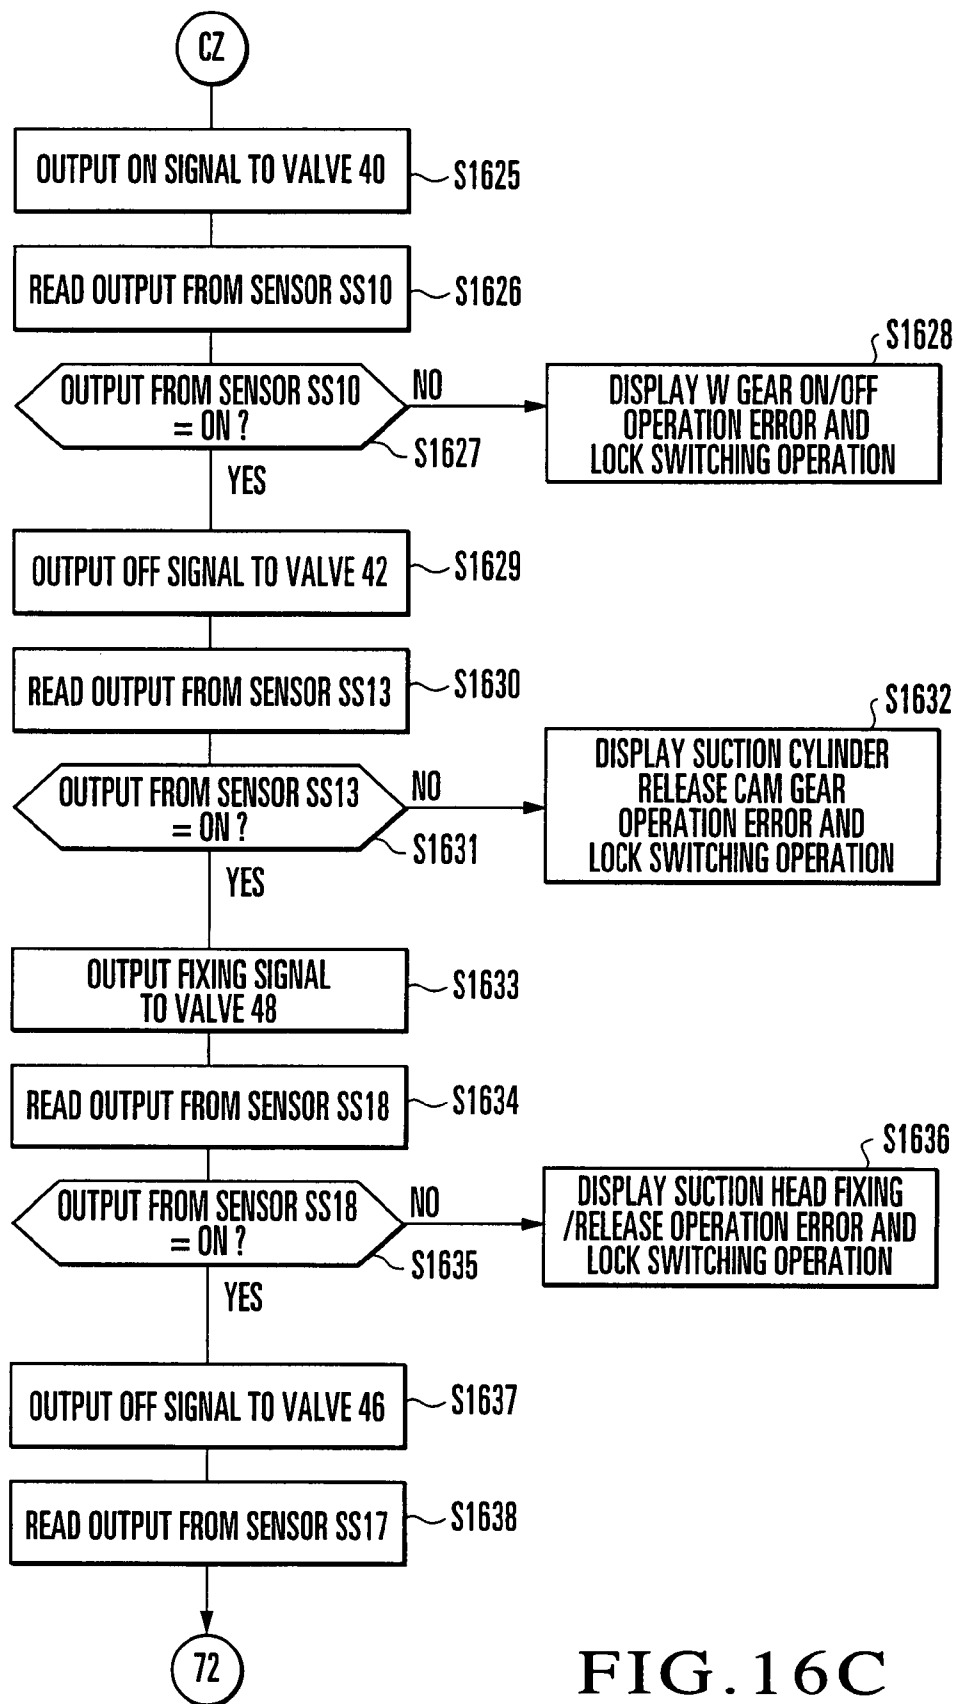 CZ
OUTPUT ON SIGNAL TO VALVE 40
S1625
READ OUTPUT FROM SENSOR SS10
S1626
OUTPUT FROM SENSOR SS10
= ON ?
NO
S1627
YES
S1628
DISPLAY W GEAR ON/OFF
OPERATION ERROR AND
LOCK SWITCHING OPERATION
OUTPUT OFF SIGNAL TO VALVE 42
S1629
READ OUTPUT FROM SENSOR SS13
S1630
OUTPUT FROM SENSOR SS13
= ON ?
NO
S1631
YES
S1632
DISPLAY SUCTION CYLINDER
RELEASE CAM GEAR
OPERATION ERROR AND
LOCK SWITCHING OPERATION
OUTPUT FIXING SIGNAL
TO VALVE 48
S1633
READ OUTPUT FROM SENSOR SS18
S1634
OUTPUT FROM SENSOR SS18
= ON ?
NO
S1635
YES
S1636
DISPLAY SUCTION HEAD FIXING
/RELEASE OPERATION ERROR AND
LOCK SWITCHING OPERATION
OUTPUT OFF SIGNAL TO VALVE 46
S1637
READ OUTPUT FROM SENSOR SS17
S1638
72
FIG.16C